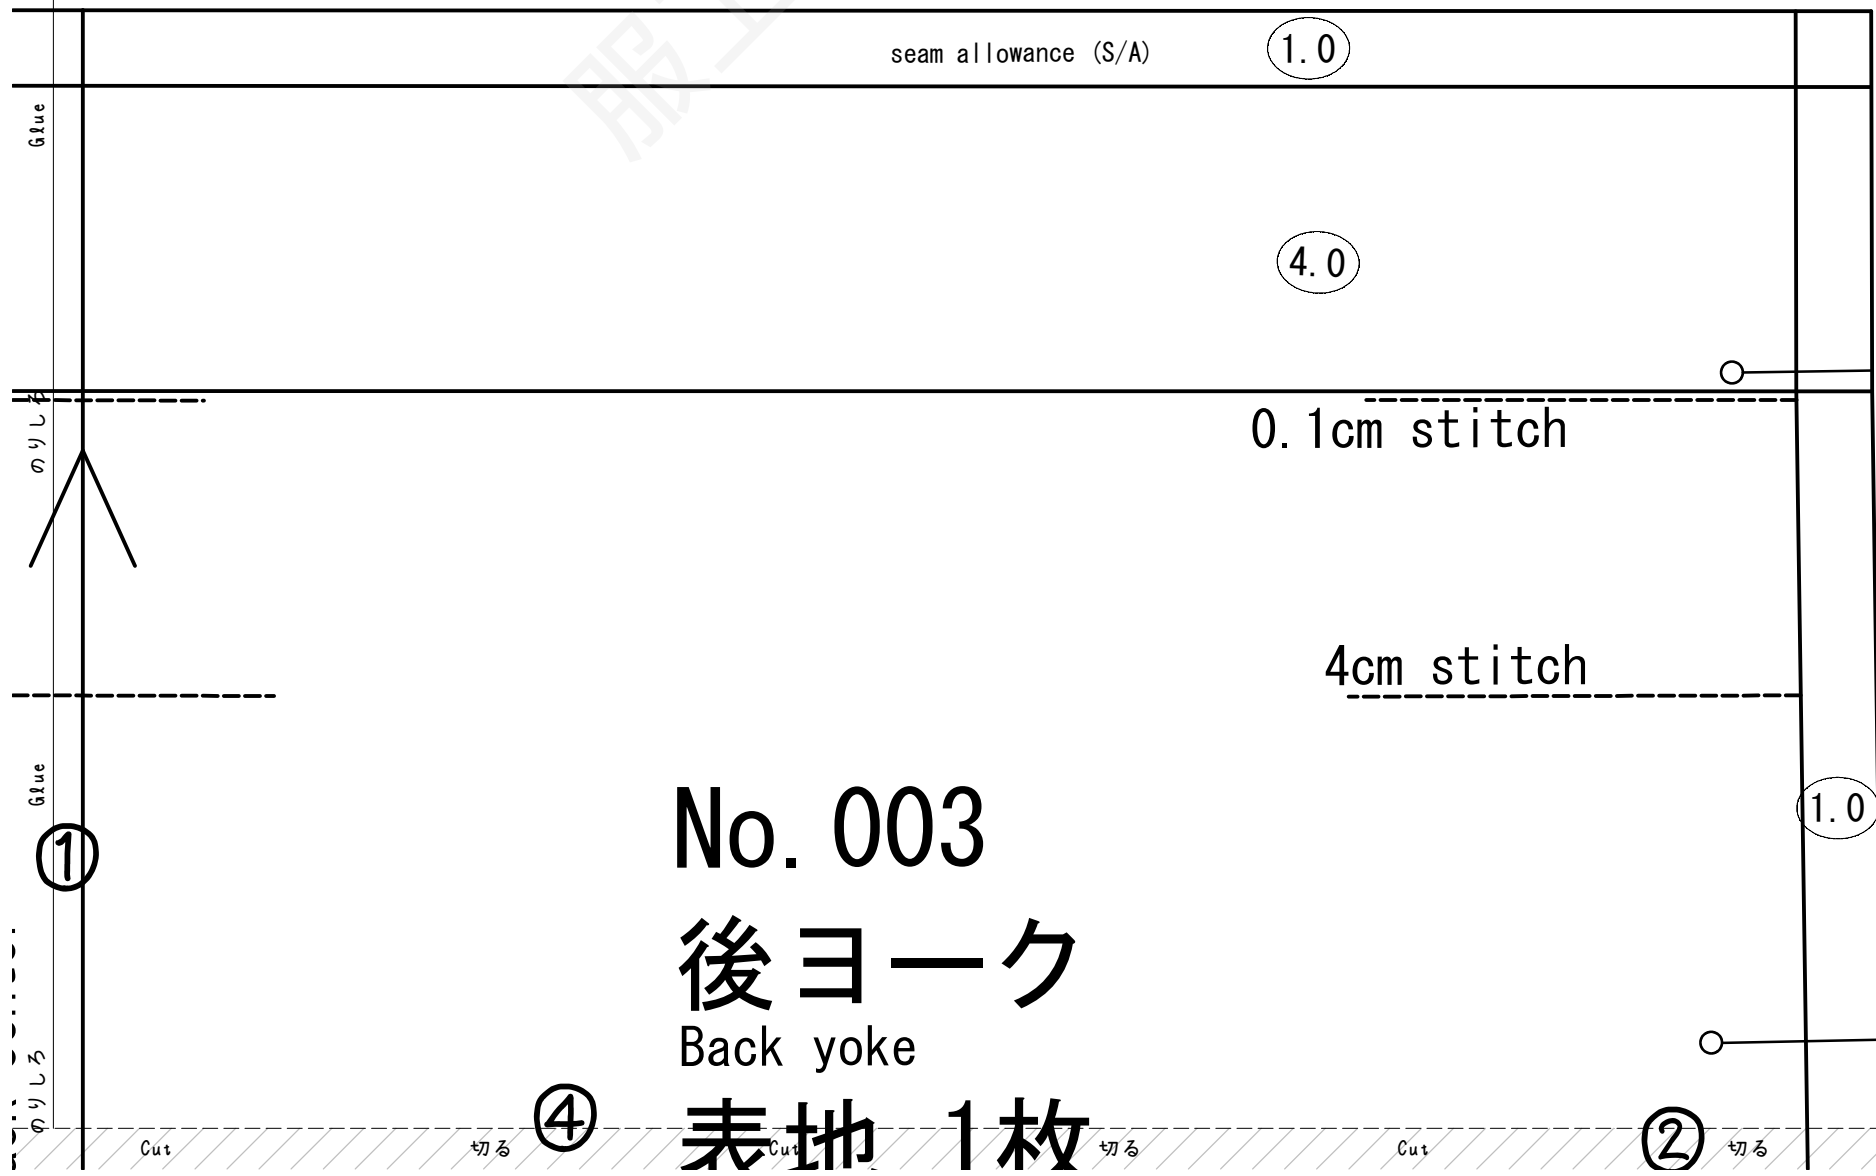 seam allowance (S/A)
1.0
Glue
4.0
のりしろ
0.1cm stitch
4cm stitch
Glue
1.0
①
No.003
後ヨーク
Back yoke
のりしろ
④
表地 1枚
②
Cut
切る
Cut
切る
Cut
切る